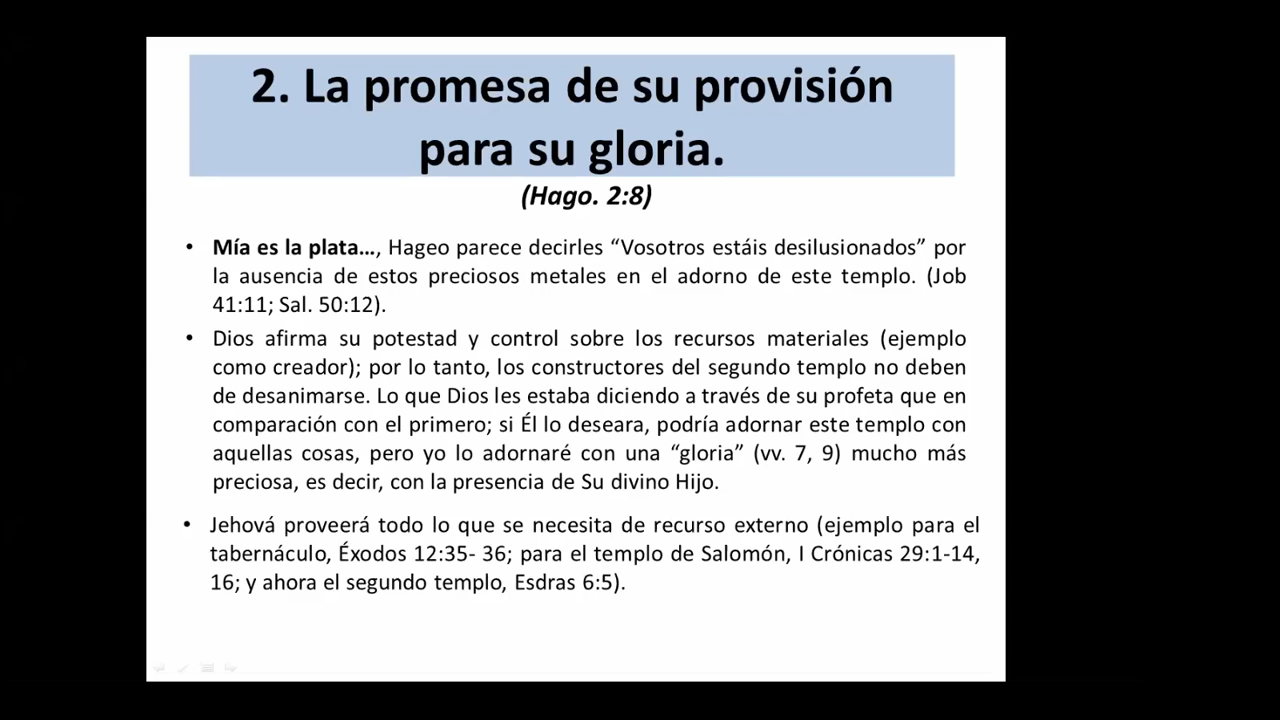 2. La promesa de su provisión
para su gloria.
(Hago. 2:8)
• Mía es la plata…, Hageo parece decirles “Vosotros estáis desilusionados” por
la ausencia de estos preciosos metales en el adorno de este templo. (Job
41:11; Sal. 50:12).
• Dios afirma su potestad y control sobre los recursos materiales (ejemplo
como creador); por lo tanto, los constructores del segundo templo no deben
de desanimarse. Lo que Dios les estaba diciendo a través de su profeta que en
comparación con el primero; si Él lo deseara, podría adornar este templo con
aquellas cosas, pero yo lo adornaré con una “gloria” (vv. 7, 9) mucho más
preciosa, es decir, con la presencia de Su divino Hijo.
• Jehová proveerá todo lo que se necesita de recurso externo (ejemplo para el
tabernáculo, Éxodos 12:35- 36; para el templo de Salomón, I Crónicas 29:1-14,
16; y ahora el segundo templo, Esdras 6:5).